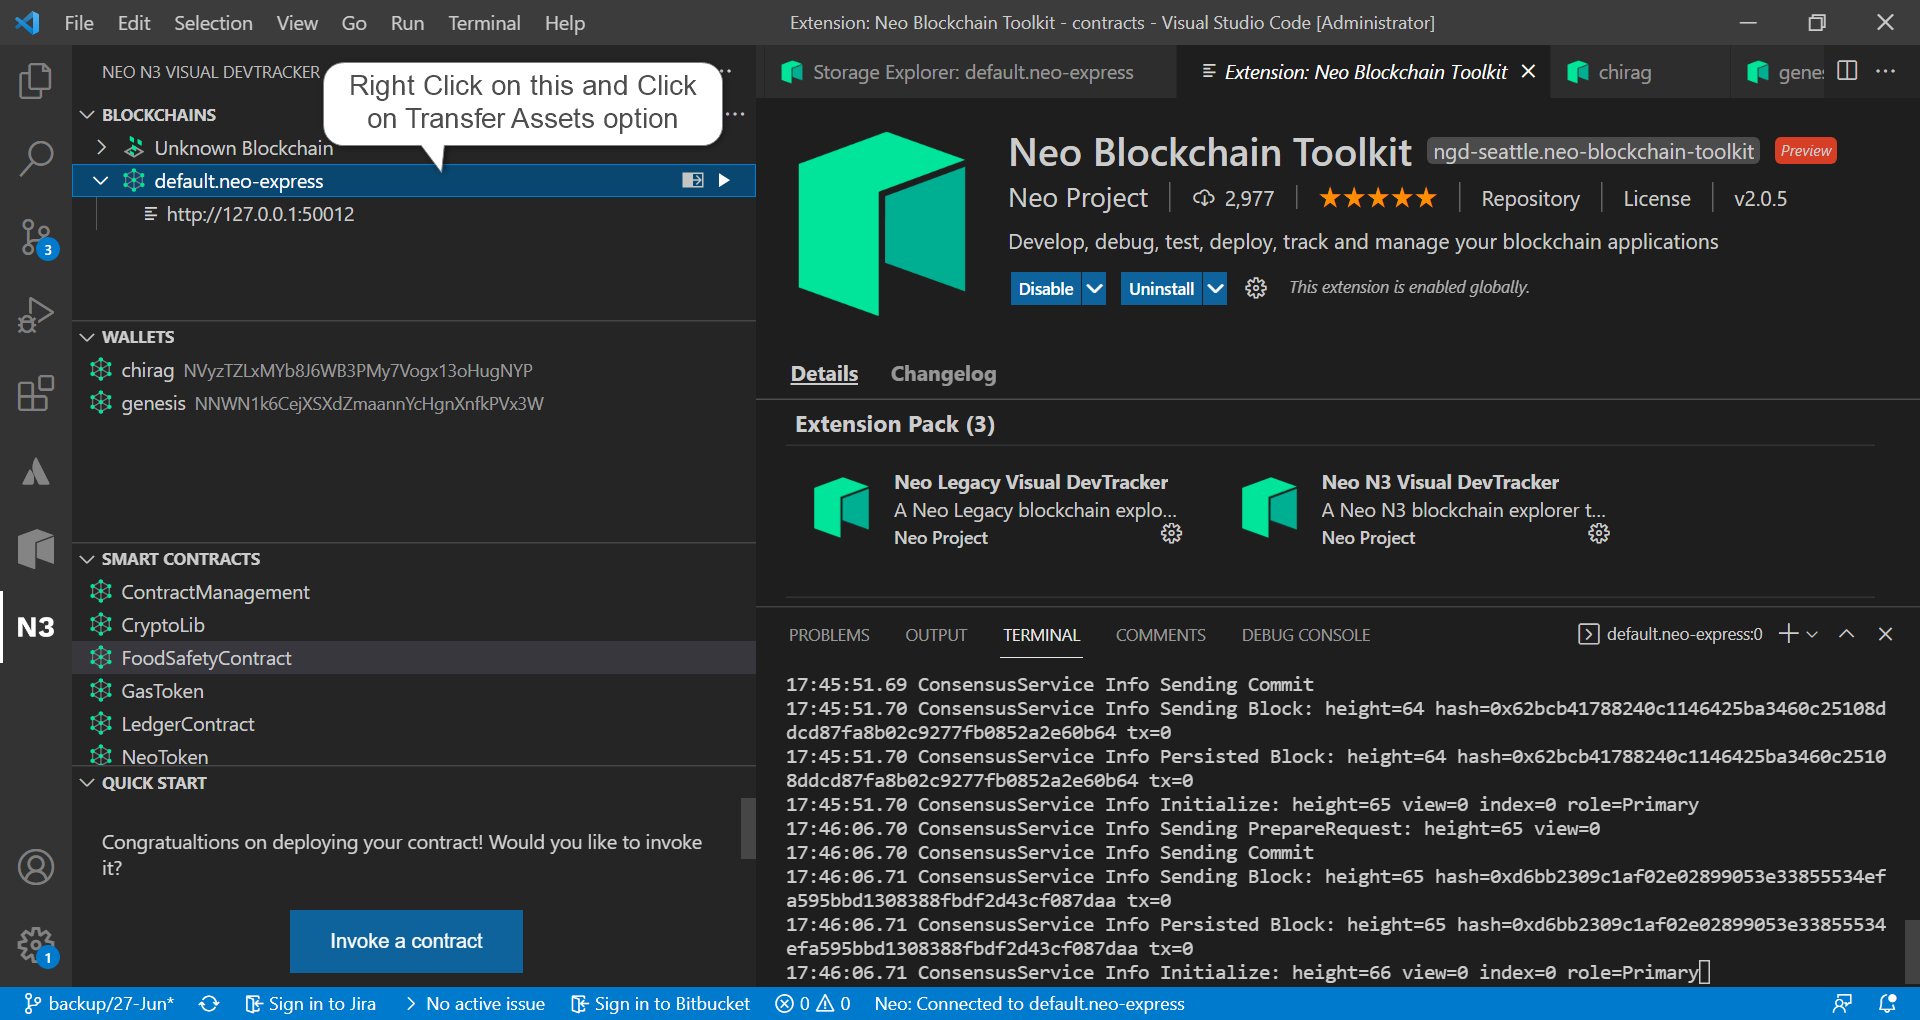 File Edit Selection View Go Run Terminal Help
Extension: Neo Blockchain Toolkit - contracts - Visual Studio Code [Administrator]
NEO N3 VISUAL DEVTRACKER
Right Click on this and Click
on Transfer Assets option
BLOCKCHAINS
Unknown Blockchain
default.neo-express
http://127.0.0.1:50012
WALLETS
chirag NVyzTZLxMYb8J6WB3PMy7Vogx13oHugNYP
genesis NNWN1k6CejXSXdZmaannYcHgnXnfkPVx3W
SMART CONTRACTS
ContractManagement
CryptoLib
FoodSafetyContract
GasToken
LedgerContract
NeoToken
QUICK START
Congratualtions on deploying your contract! Would you like to invoke
it?
Invoke a contract
3
N3
1
Storage Explorer: default.neo-express
Extension: Neo Blockchain Toolkit
chirag
gene
Neo Blockchain Toolkit ngd-seattle.neo-blockchain-toolkit Preview
Neo Project 2,977 ★★★★★ Repository License v2.0.5
Develop, debug, test, deploy, track and manage your blockchain applications
Disable Uninstall This extension is enabled globally.
Details Changelog
Extension Pack (3)
Neo Legacy Visual DevTracker
A Neo Legacy blockchain explo...
Neo Project
Neo N3 Visual DevTracker
A Neo N3 blockchain explorer t...
Neo Project
PROBLEMS OUTPUT TERMINAL COMMENTS DEBUG CONSOLE default.neo-express:0
17:45:51.69 ConsensusService Info Sending Commit
17:45:51.70 ConsensusService Info Sending Block: height=64 hash=0x62bcb41788240c1146425ba3460c25108d
dcd87fa8b02c9277fb0852a2e60b64 tx=0
17:45:51.70 ConsensusService Info Persisted Block: height=64 hash=0x62bcb41788240c1146425ba3460c2510
8ddcd87fa8b02c9277fb0852a2e60b64 tx=0
17:45:51.70 ConsensusService Info Initialize: height=65 view=0 index=0 role=Primary
17:46:06.70 ConsensusService Info Sending PrepareRequest: height=65 view=0
17:46:06.70 ConsensusService Info Sending Commit
17:46:06.71 ConsensusService Info Sending Block: height=65 hash=0xd6bb2309c1af02e02899053e33855534ef
a595bbd1308388fbdf2d43cf087daa tx=0
17:46:06.71 ConsensusService Info Persisted Block: height=65 hash=0xd6bb2309c1af02e02899053e33855534
efa595bbd1308388fbdf2d43cf087daa tx=0
17:46:06.71 ConsensusService Info Initialize: height=66 view=0 index=0 role=Primary
backup/27-Jun* Sign in to Jira No active issue Sign in to Bitbucket 0 0 Neo: Connected to default.neo-express